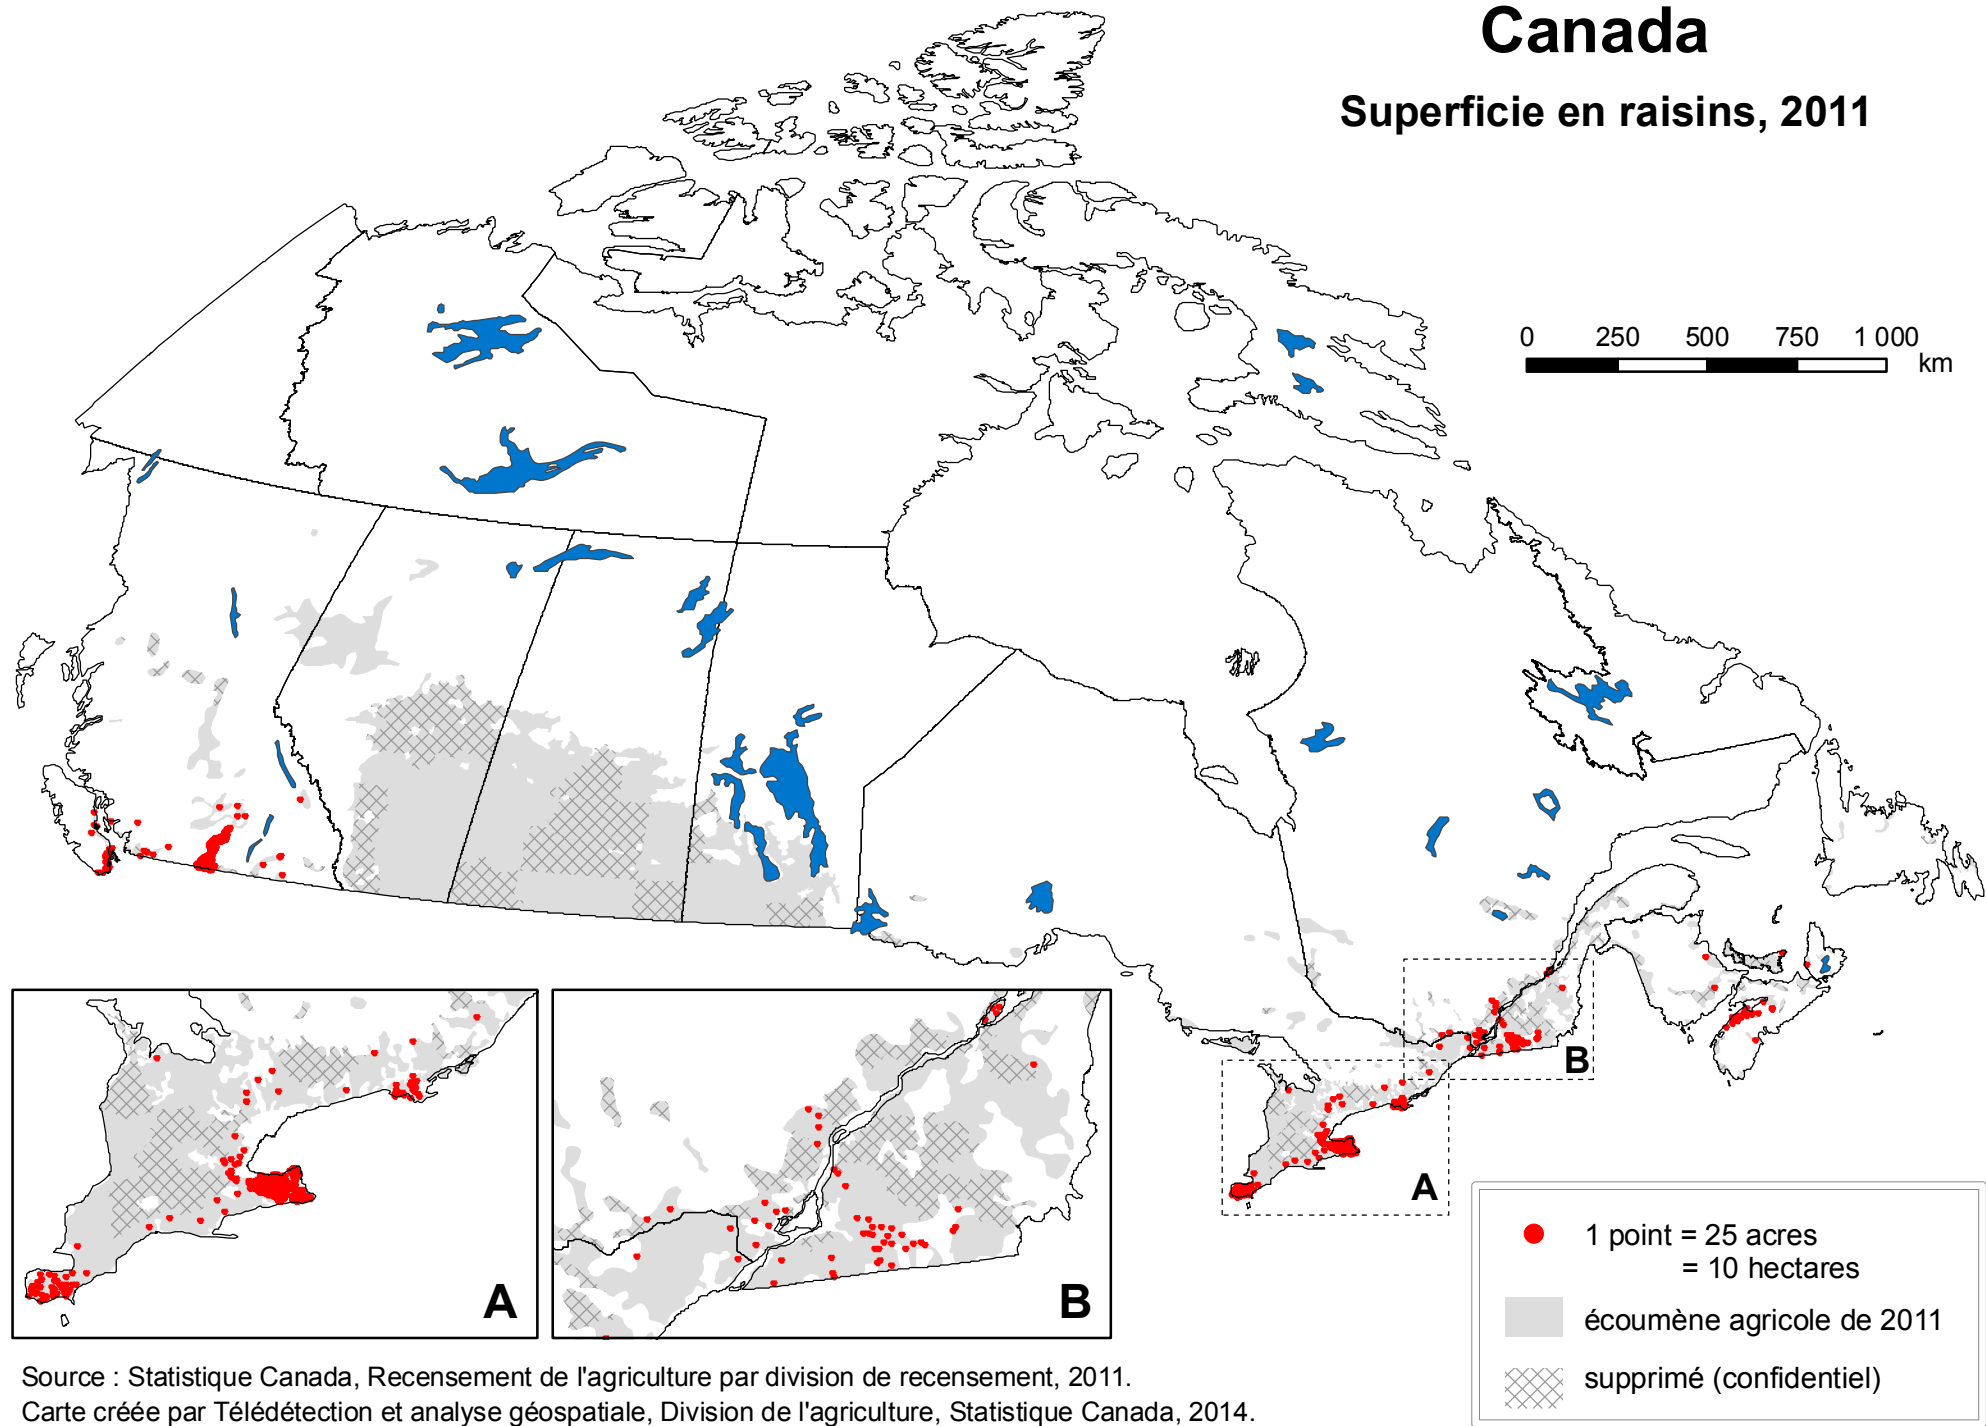 Canada
Superficie en raisins, 2011
0 250 500 750 1 000
km
A
B
A
B
1 point = 25 acres
= 10 hectares
écoumène agricole de 2011
supprimé (confidentiel)
Source : Statistique Canada, Recensement de l'agriculture par division de recensement, 2011.
Carte créée par Télédétection et analyse géospatiale, Division de l'agriculture, Statistique Canada, 2014.